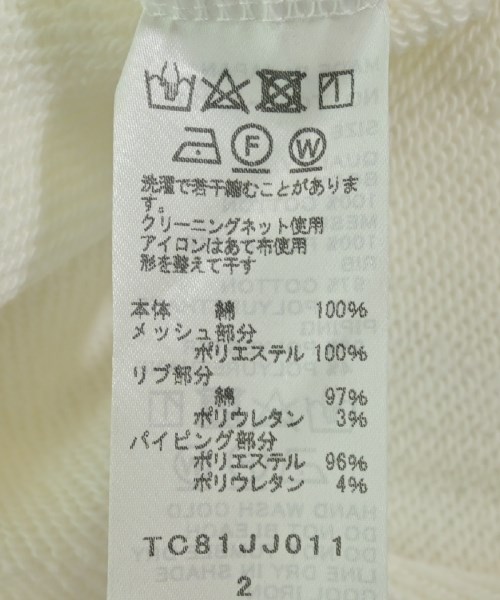 F W
洗濯で若干縮むことがありま
す。
クリーニングネット使用
アイロンはあて布使用
形を整えて干す
本体 綿 100%
メッシュ部分
ポリエステル 100%
リブ部分
綿 97%
ポリウレタン 3%
パイピング部分
ポリエステル 96%
ポリウレタン 4%
TC81JJ011
2